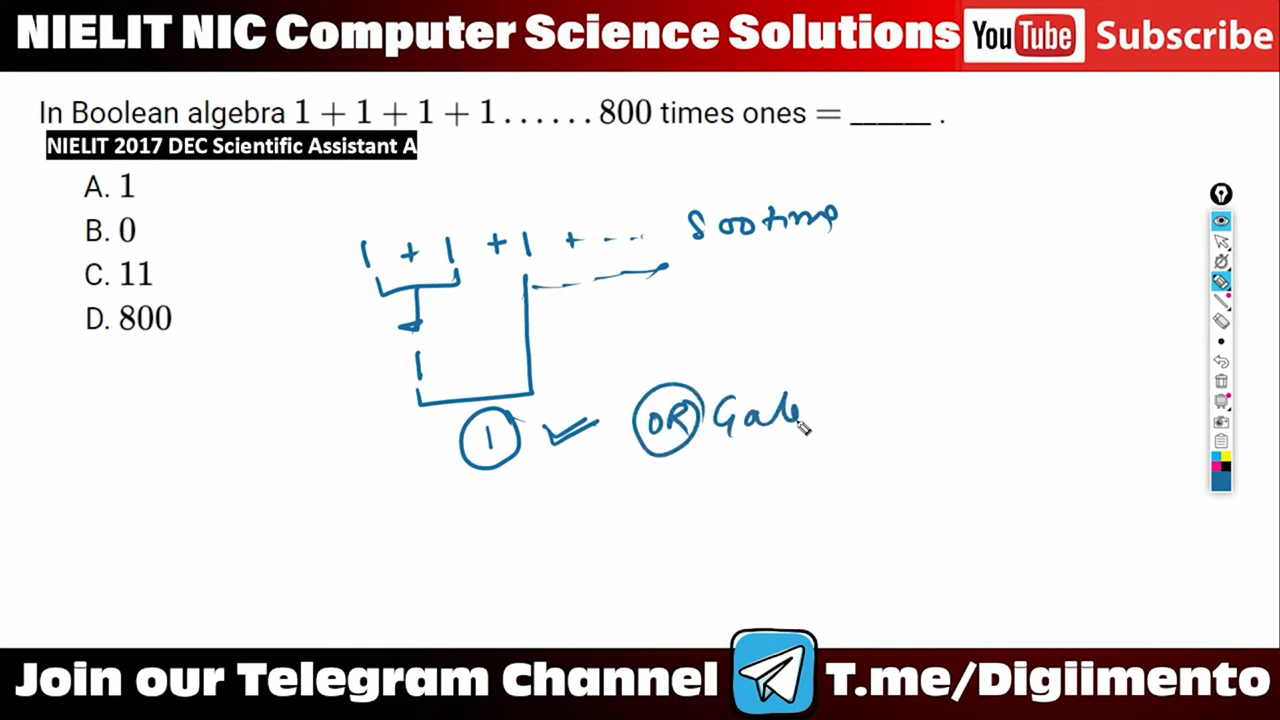 NIELIT NIC Computer Science Solutions YouTube Subscribe
In Boolean algebra 1 + 1 + 1 + 1 . . . . . . 800 times ones = ______ .
NIELIT 2017 DEC Scientific Assistant A
A. 1
B. 0
C. 11
D. 800
1 + 1 + 1 + - - - 800 time
1
1 OR Gate
Join our Telegram Channel T.me/Digiimento